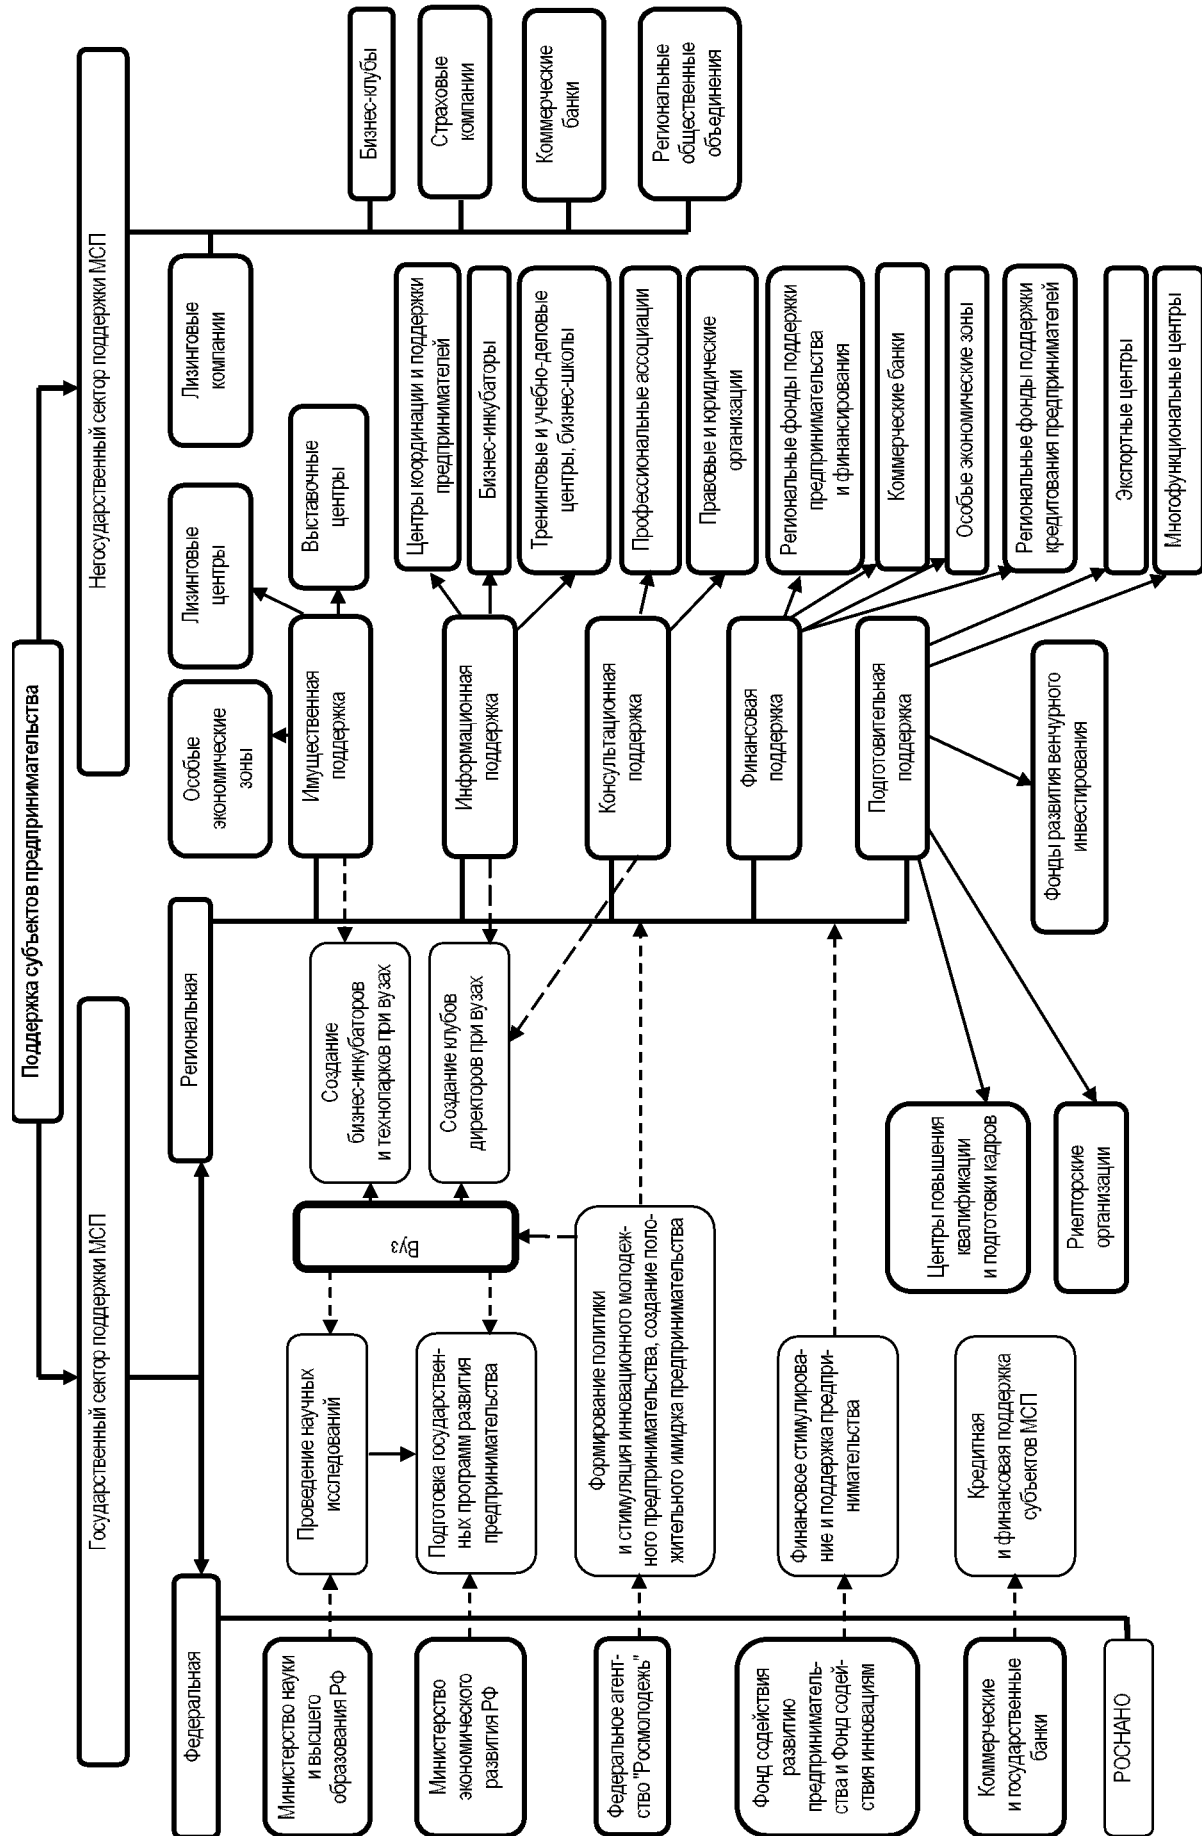 Поддержка субъектов предпринимательства
Государственный сектор поддержки МСП
Негосударственный сектор поддержки МСП
Федеральная
Региональная
Министерство науки
и высшего
образования РФ
Министерство
экономического
развития РФ
Федеральное агент-
ство "Росмолодежь"
Фонд содействия
развитию
предприниматель-
ства и Фонд содей-
ствия инновациям
Коммерческие
и государственные
банки
РОСНАНО
Проведение научных
исследований
Подготовка государствен-
ных программ развития
предпринимательства
Формирование политики
и стимуляция инновационного молодеж-
ного предпринимательства, создание поло-
жительного имиджа предпринимательства
Финансовое стимулирова-
ние и поддержка предпри-
нимательства
Кредитная
и финансовая поддержка
субъектов МСП
Вуз
Создание
бизнес-инкубаторов
и технопарков при вузах
Создание клубов
директоров при вузах
Центры повышения
квалификации
и подготовки кадров
Риелторские
организации
Фонды развития венчурного
инвестирования
Имущественная
поддержка
Информационная
поддержка
Консультационная
поддержка
Финансовая
поддержка
Подготовительная
поддержка
Особые
экономические
зоны
Лизинговые
центры
Выставочные
центры
Центры координации и поддержки
предпринимателей
Бизнес-инкубаторы
Тренинговые и учебно-деловые
центры, бизнес-школы
Профессиональные ассоциации
Правовые и юридические
организации
Региональные фонды поддержки
предпринимательства
и финансирования
Коммерческие банки
Особые экономические зоны
Региональные фонды поддержки
кредитования предпринимателей
Экспортные центры
Многофункциональные центры
Лизинговые
компании
Бизнес-клубы
Страховые
компании
Коммерческие
банки
Региональные
общественные
объединения